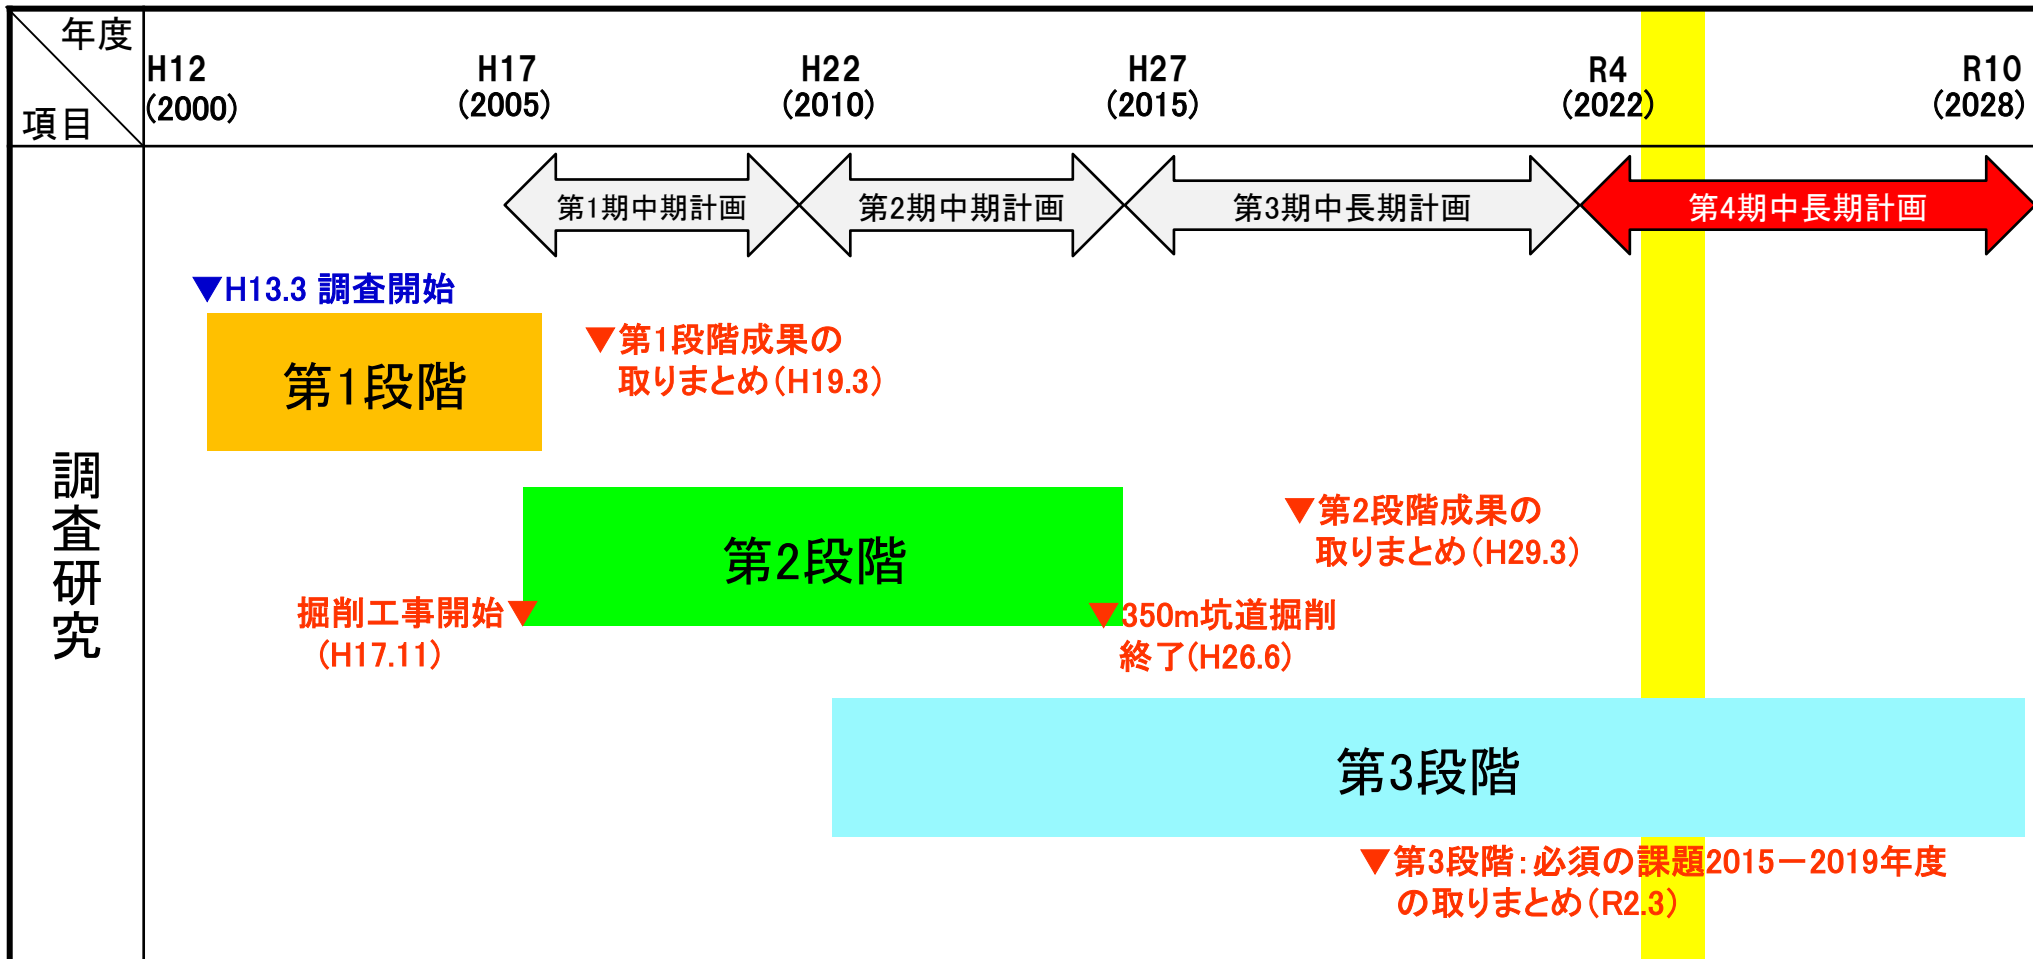 年度
項目
H12
(2000)
H17
(2005)
H22
(2010)
H27
(2015)
R4
(2022)
R10
(2028)
第1期中期計画
第2期中期計画
第3期中長期計画
第4期中長期計画
調査研究
▼H13.3 調査開始
第1段階
▼第1段階成果の
取りまとめ(H19.3)
第2段階
▼第2段階成果の
取りまとめ(H29.3)
掘削工事開始▼
(H17.11)
▼350m坑道掘削
終了(H26.6)
第3段階
▼第3段階:必須の課題2015-2019年度
の取りまとめ(R2.3)